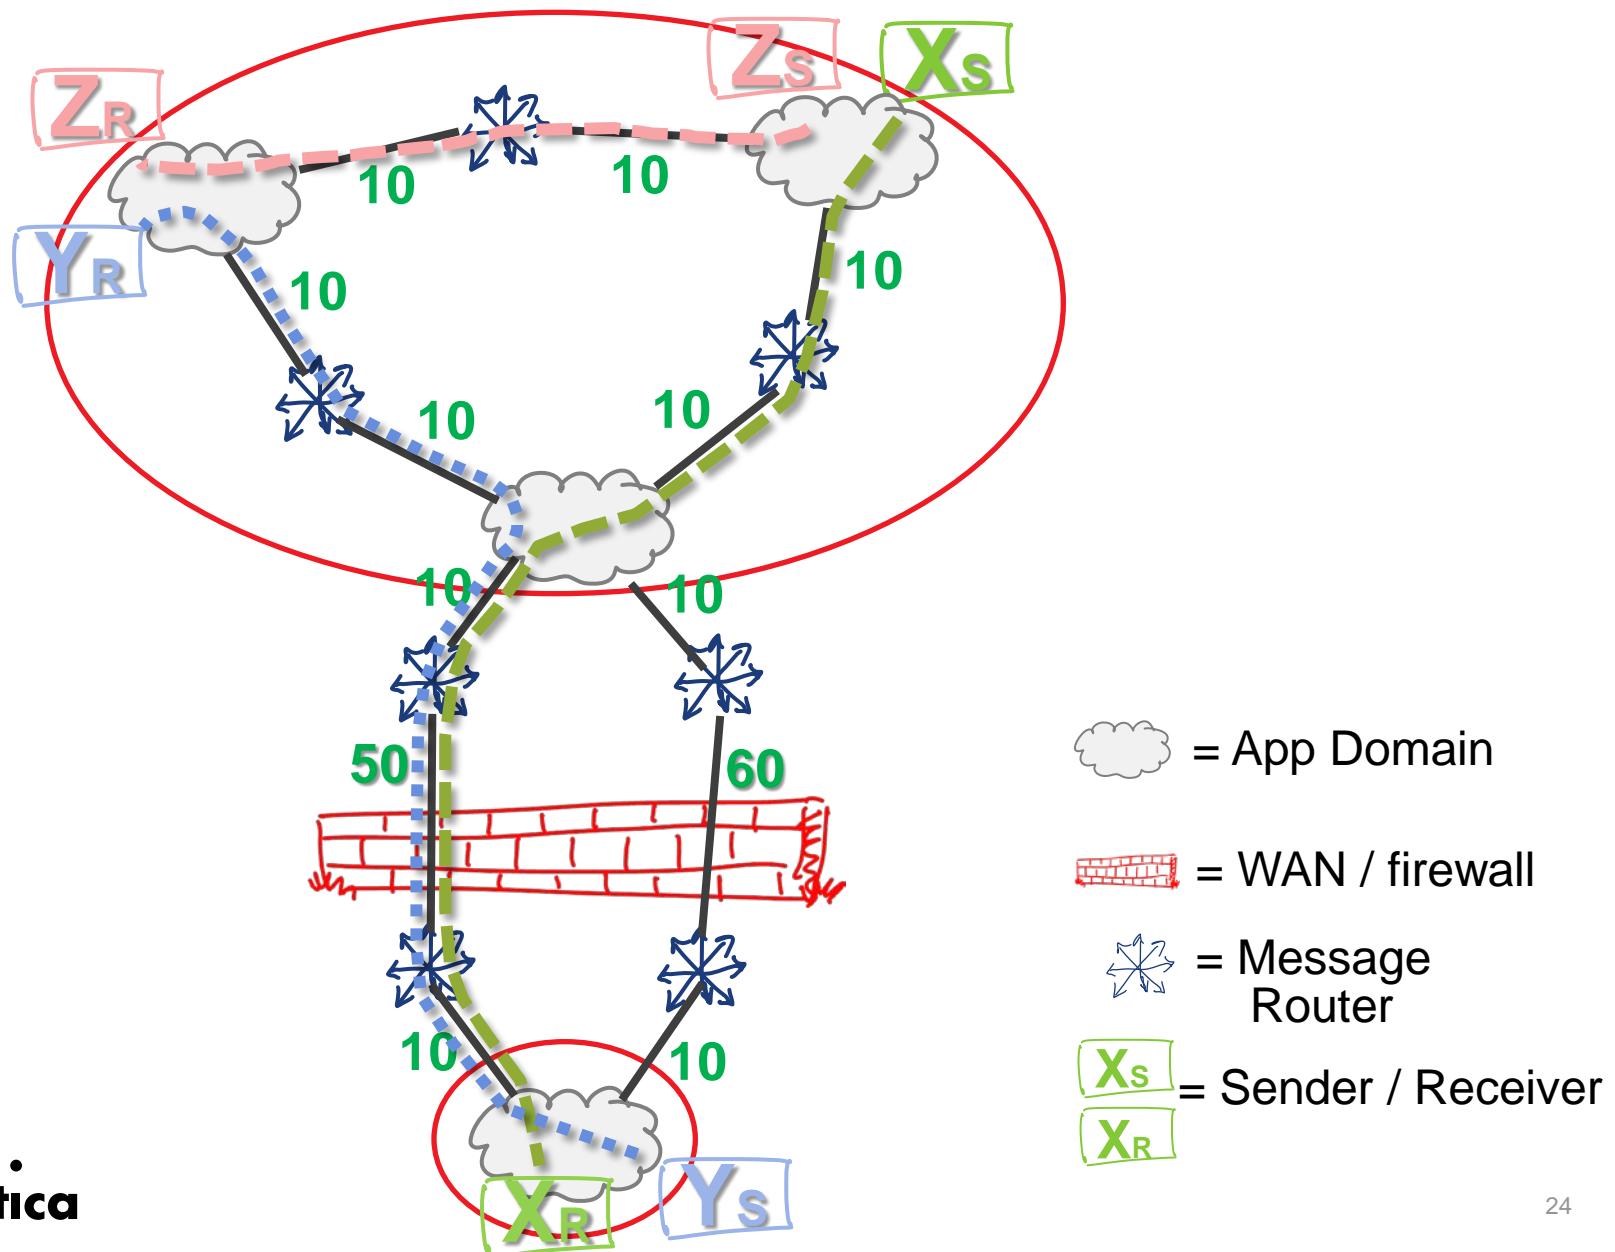 ZS
XS
ZR
10
10
YR
10
10
10
10
10
10
50
60
= App Domain
= WAN / firewall
= Message
Router
10
10
XS
= Sender / Receiver
XR
XR
YS
tica
24